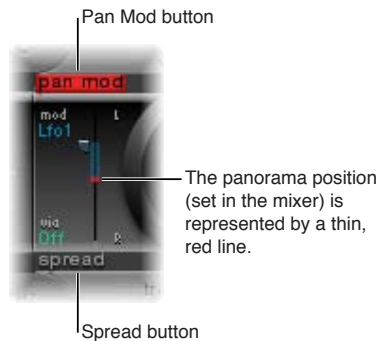 Pan Mod button
pan mod
mod
L
Lfo1
The panorama position
(set in the mixer) is
represented by a thin,
red line.
via
Off
R
spread
Spread button